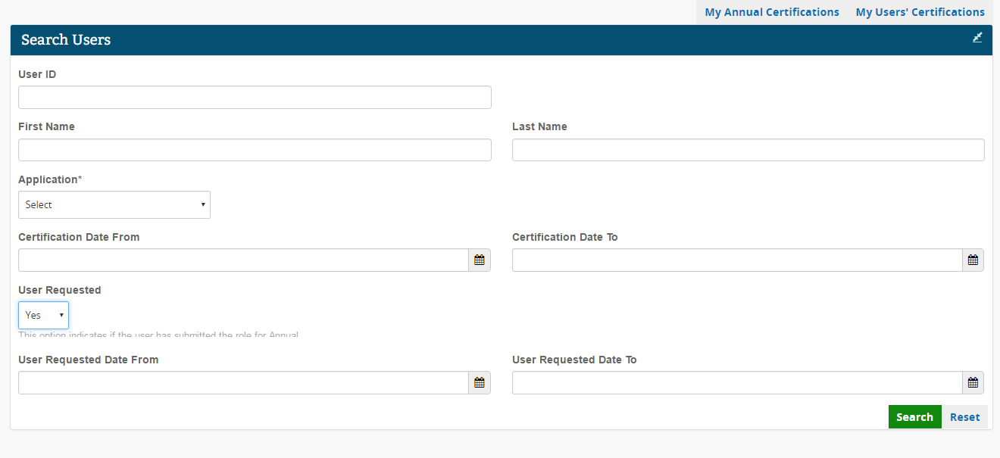 My Annual Certifications My Users' Certifications
Search Users
User ID
First Name Last Name
Application*
Select
Certification Date From Certification Date To
User Requested
Yes
This option indicates if the user has submitted the role for Annual
User Requested Date From User Requested Date To
Search Reset